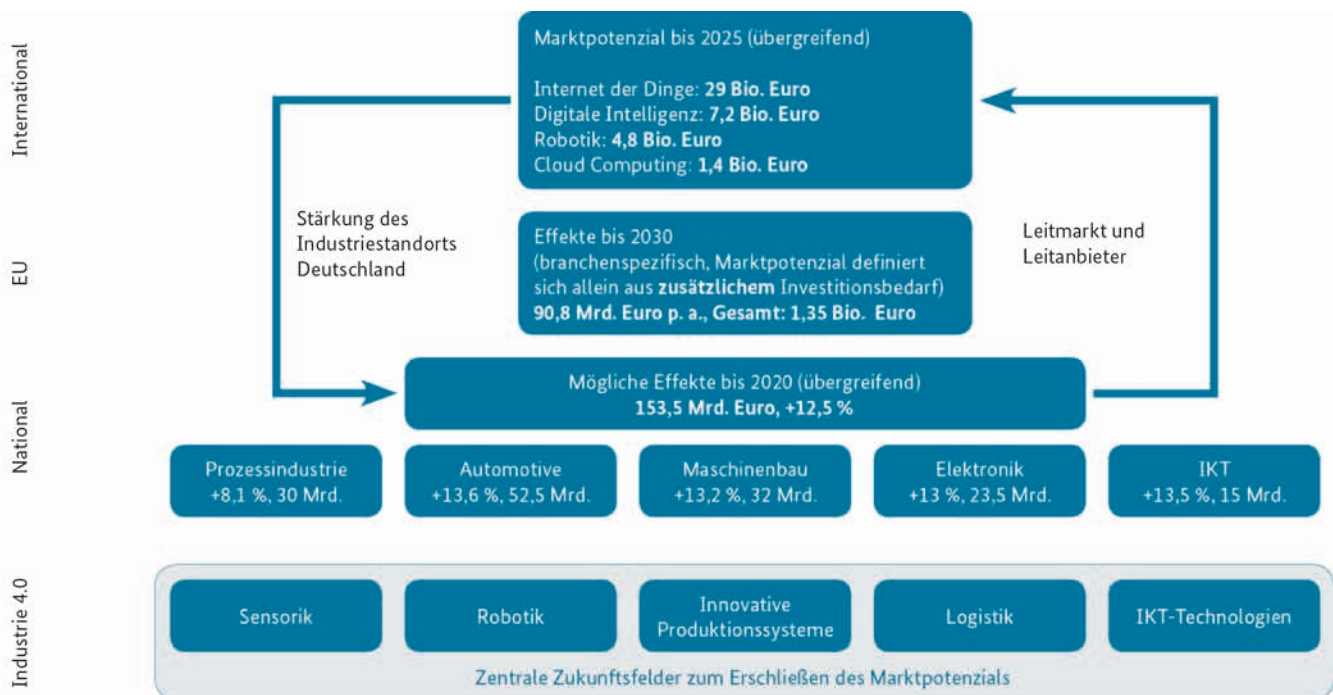 International
Marktpotenzial bis 2025 (übergreifend)
Internet der Dinge: 29 Bio. Euro
Digitale Intelligenz: 7,2 Bio. Euro
Robotik: 4,8 Bio. Euro
Cloud Computing: 1,4 Bio. Euro
Stärkung des
Industriestandorts
Deutschland
Leitmarkt und
Leitanbieter
EU
Effekte bis 2030
(branchenspezifisch, Marktpotenzial definiert
sich allein aus zusätzlichem Investitionsbedarf)
90,8 Mrd. Euro p. a., Gesamt: 1,35 Bio. Euro
National
Mögliche Effekte bis 2020 (übergreifend)
153,5 Mrd. Euro, +12,5 %
Prozessindustrie
+8,1 %, 30 Mrd.
Automotive
+13,6 %, 52,5 Mrd.
Maschinenbau
+13,2 %, 32 Mrd.
Elektronik
+13 %, 23,5 Mrd.
IKT
+13,5 %, 15 Mrd.
Industrie 4.0
Sensorik
Robotik
Innovative
Produktionssysteme
Logistik
IKT-Technologien
Zentrale Zukunftsfelder zum Erschließen des Marktpotenzials